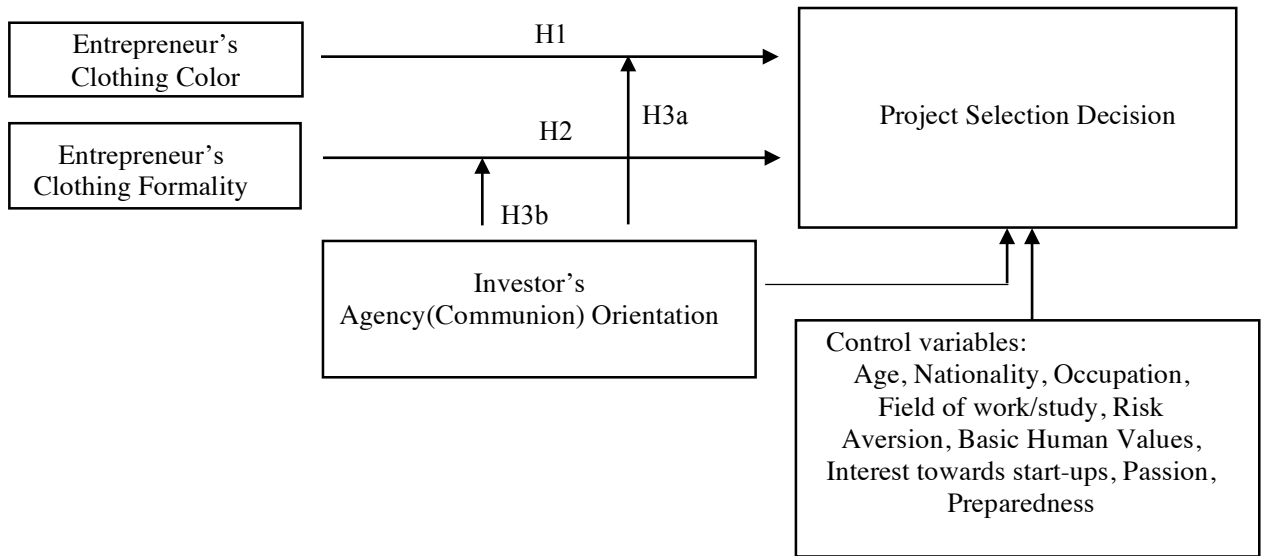 Entrepreneur's
Clothing Color
H1
Project Selection Decision
H3a
Entrepreneur's
Clothing Formality
H2
H3b
Investor's
Agency(Communion) Orientation
Control variables:
Age, Nationality, Occupation,
Field of work/study, Risk
Aversion, Basic Human Values,
Interest towards start-ups, Passion,
Preparedness